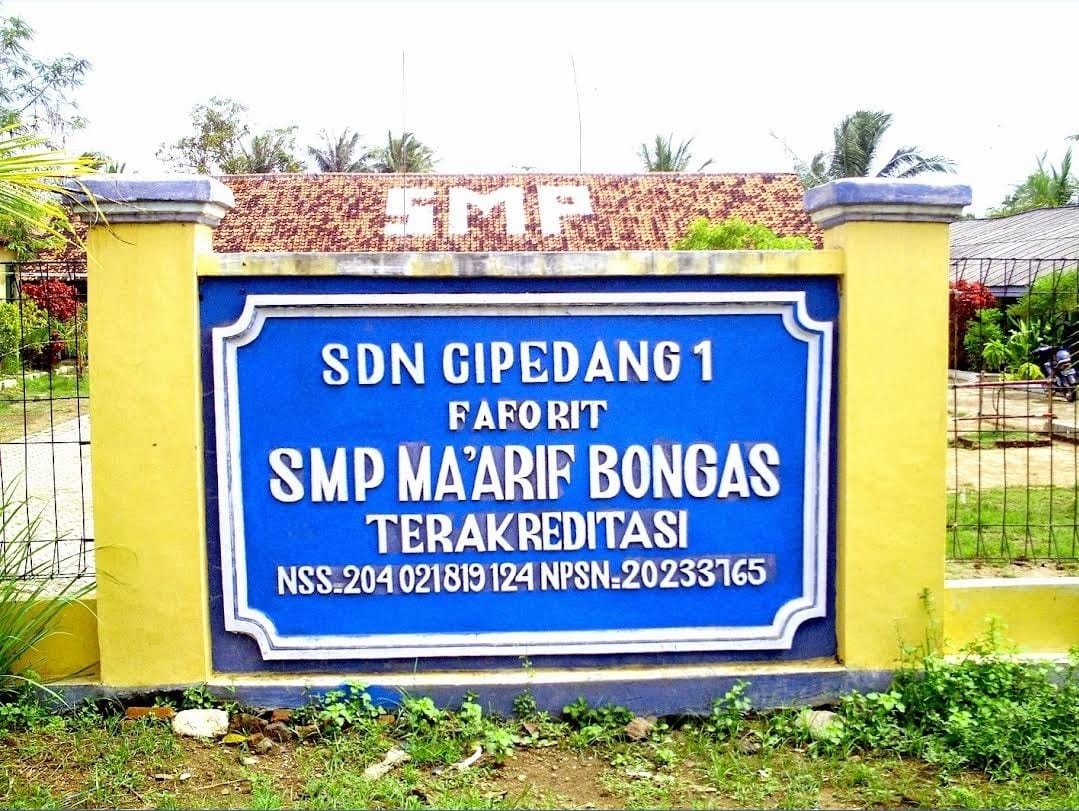 SMP
SDN CIPEDANG 1
FAFORIT
SMP MA'ARIF BONGAS
TERAKREDITASI
NSS=204 021819 124 NPSN=20233765